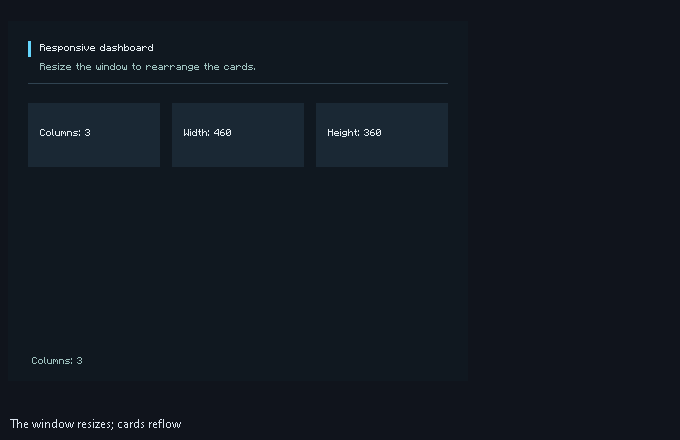 Responsive dashboard
Resize the window to rearrange the cards.
Columns: 3
Width: 460
Height: 360
Columns: 3
The window resizes; cards reflow